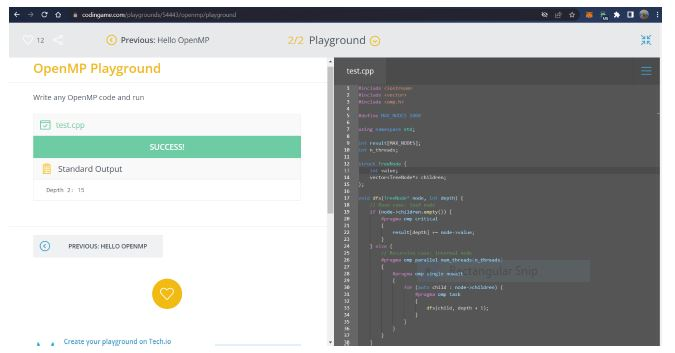 codingame.com/playgrounds/54443/openmp/playground
12
Previous: Hello OpenMP
2/2 Playground
OpenMP Playground
Write any OpenMP code and run
test.cpp
SUCCESS!
Standard Output
Depth 2: 15
PREVIOUS: HELLO OPENMP
Create your playground on Tech.io
test.cpp
1 #include <iostream>
2 #include <vector>
3 #include <omp.h>
4
5 #define MAX_NODES 1000
6
7 using namespace std;
8
9 int result[MAX_NODES];
10 int n_threads;
11
12 struct TreeNode {
13 int value;
14 vector<TreeNode*> children;
15 };
16
17 void dfs(TreeNode* node, int depth) {
18 // Base case: leaf node
19 if (node->children.empty()) {
20 #pragma omp critical
21 {
22 result[depth] += node->value;
23 }
24 } else {
25 // Recursive case: internal node
26 #pragma omp parallel num_threads(n_threads)
27 {
28 #pragma omp single nowait
29 {
30 for (auto child : node->children) {
31 #pragma omp task
32 {
33 dfs(child, depth + 1);
34 }
35 }
36 }
37 }
38 }
Rectangular Snip